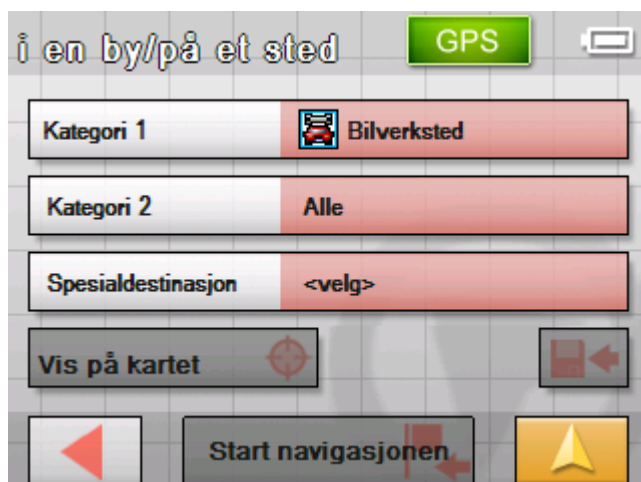 i en by/på et sted
GPS
Kategori 1
Bilverksted
Kategori 2
Alle
Spesialdestinasjon
<velg>
Vis på kartet
Start navigasjonen